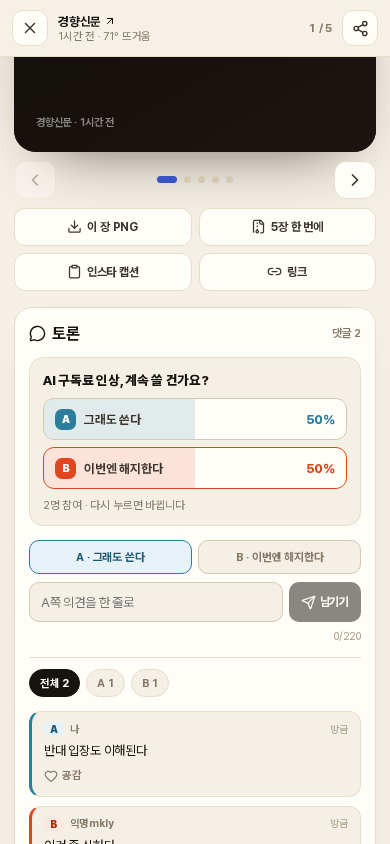 경향신문
1시간 전 · 71° 뜨거움
1 / 5
경향신문 · 1시간 전
이 장 PNG
5장 한 번에
인스타 캡션
링크
토론
댓글 2
AI 구독료 인상, 계속 쓸 건가요?
A 그래도 쓴다 50%
B 이번엔 해지한다 50%
2명 참여 · 다시 누르면 바뀝니다
A · 그래도 쓴다
B · 이번엔 해지한다
A쪽 의견을 한 줄로
남기기
0/220
전체 2
A 1
B 1
A 나 방금
반대 입장도 이해된다
공감
B 익명mkly 방금